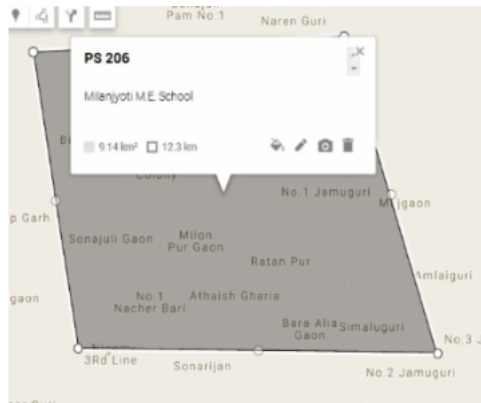 Pam No.1
Naren Guri
PS 206
Milanjyoti M.E. School
9.14 km²
12.3 km
Colony
No.1 Jamuguri
p Garh
Sonajuli Gaon
Milon
Pur Gaon
Ratan Pur
Amlaiguri
gaon
No.1
Nacher Bari
Athaish Gharia
Bara Alia
Gaon
Simaluguri
3Rd Line
Sonarijan
No.3
No.2 Jamuguri